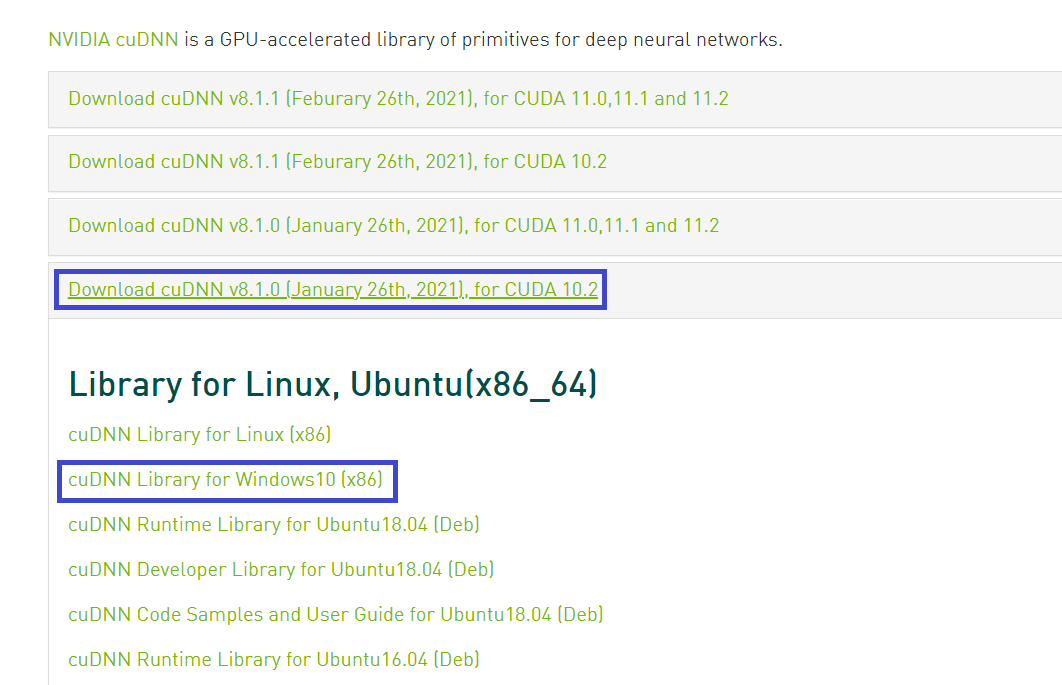 NVIDIA cuDNN is a GPU-accelerated library of primitives for deep neural networks.
Download cuDNN v8.1.1 (Feburary 26th, 2021), for CUDA 11.0,11.1 and 11.2
Download cuDNN v8.1.1 (Feburary 26th, 2021), for CUDA 10.2
Download cuDNN v8.1.0 (January 26th, 2021), for CUDA 11.0,11.1 and 11.2
Download cuDNN v8.1.0 (January 26th, 2021), for CUDA 10.2
Library for Linux, Ubuntu(x86_64)
cuDNN Library for Linux (x86)
cuDNN Library for Windows10 (x86)
cuDNN Runtime Library for Ubuntu18.04 (Deb)
cuDNN Developer Library for Ubuntu18.04 (Deb)
cuDNN Code Samples and User Guide for Ubuntu18.04 (Deb)
cuDNN Runtime Library for Ubuntu16.04 (Deb)